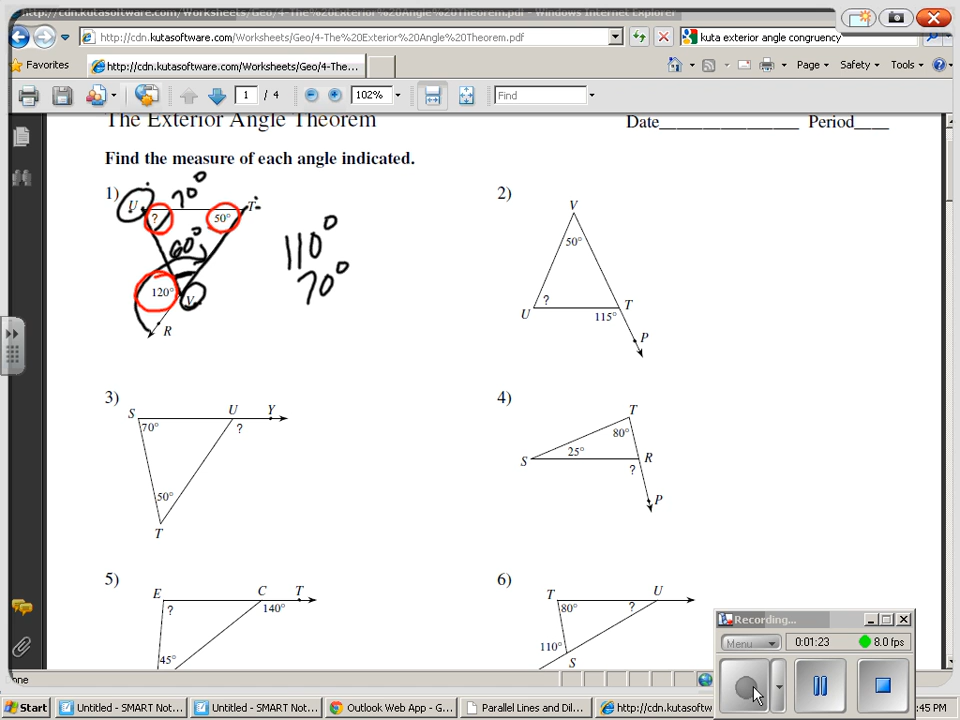 http://cdn.kutasoftware.com/Worksheets/Geo/4-The%20Exterior%20Angle%20Theorem.pdf - Windows Internet Explorer
http://cdn.kutasoftware.com/Worksheets/Geo/4-The%20Exterior%20Angle%20Theorem.pdf
kuta exterior angle congruency
Favorites
http://cdn.kutasoftware.com/Worksheets/Geo/4-The...
Page
Safety
Tools
1 / 4
102%
Find
The Exterior Angle Theorem
Date________________ Period____
Find the measure of each angle indicated.
1)
U
70°
T
?
50°
60°
120°
V
R
110°
70°
2)
V
50°
?
U
T
115°
P
3)
S
U
Y
70°
?
50°
T
4)
T
80°
25°
S
R
?
P
5)
E
C
T
?
140°
45°
6)
T
U
80°
?
110°
S
Recording...
Menu
0:01:23
8.0 fps
one
Start
Untitled - SMART Not...
Untitled - SMART Not...
Outlook Web App - G...
Parallel Lines and Dil...
http://cdn.kutasoftw
:45 PM